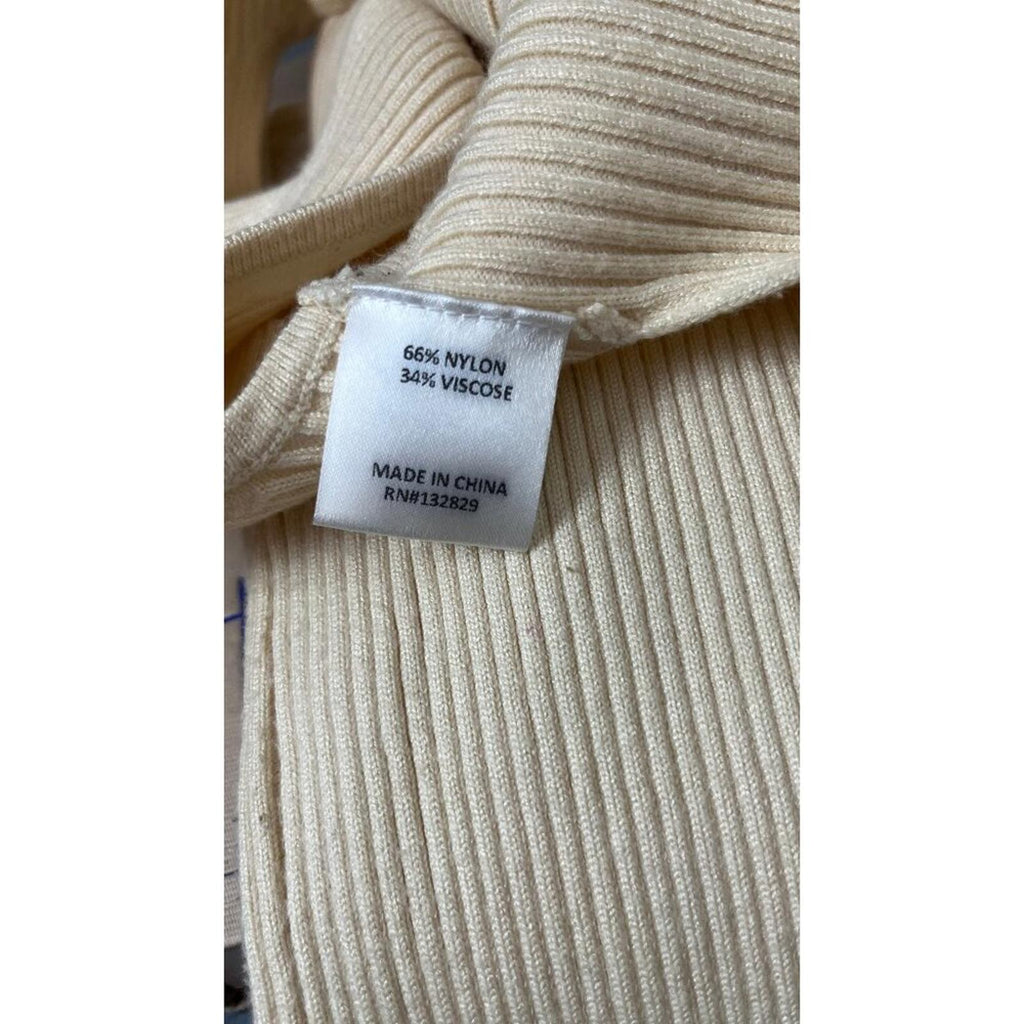 66% NYLON
34% VISCOSE
MADE IN CHINA
RN#132829